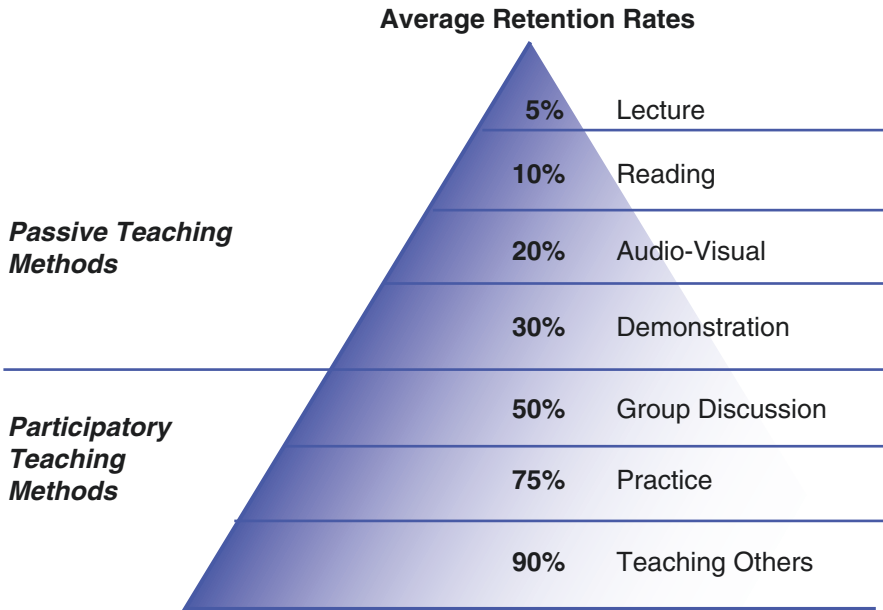 Average Retention Rates
5% Lecture
10% Reading
Passive Teaching
Methods
20% Audio-Visual
30% Demonstration
50% Group Discussion
Participatory
Teaching
Methods
75% Practice
90% Teaching Others